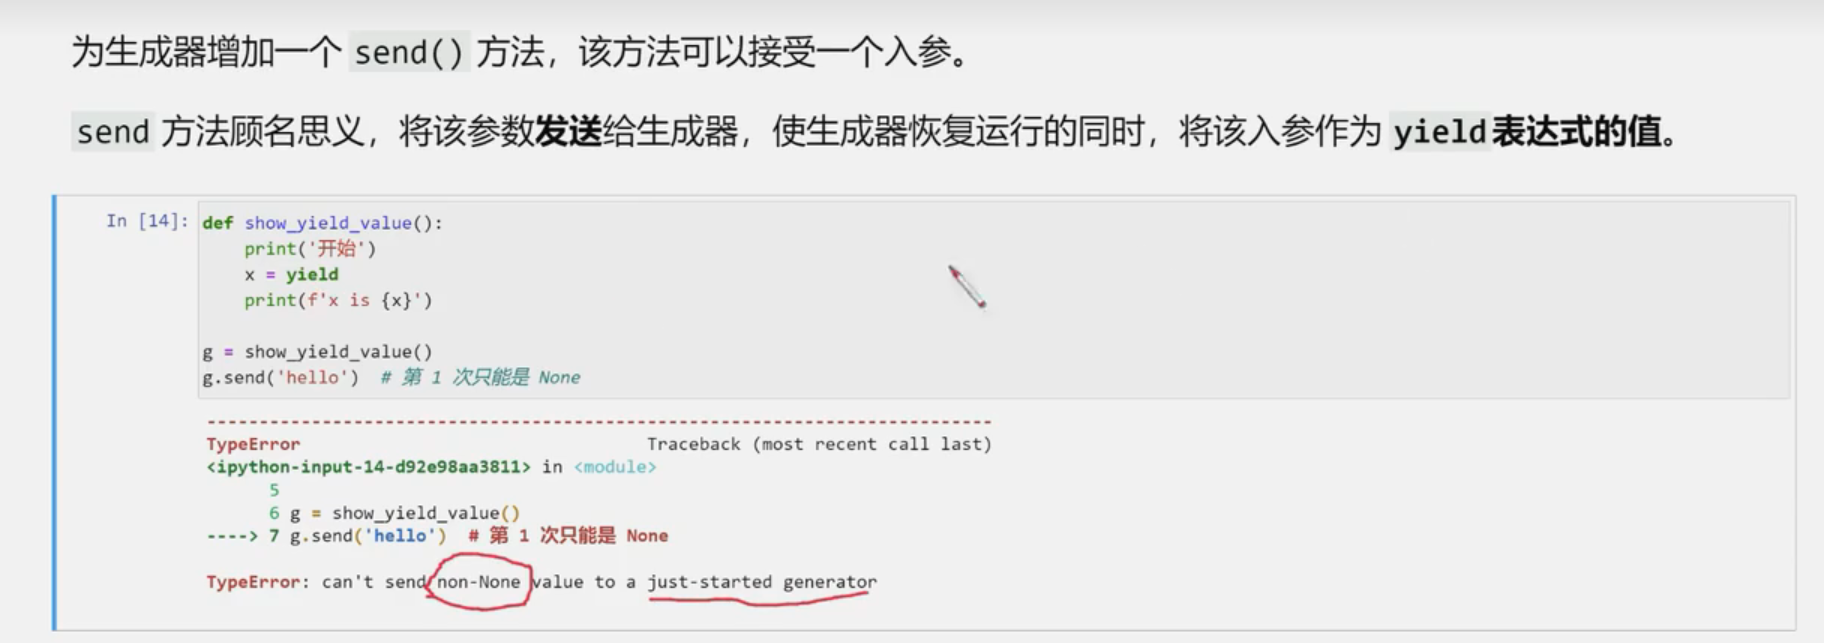 为生成器增加一个 send() 方法，该方法可以接受一个入参。
send 方法顾名思义，将该参数发送给生成器，使生成器恢复运行的同时，将该入参作为 yield表达式的值。
In [14]: def show_yield_value():
    print('开始')
    x = yield
    print(f'x is {x}')
g = show_yield_value()
g.send('hello')  # 第 1 次只能是 None
---------------------------------------------------------------------------
TypeError                                 Traceback (most recent call last)
<ipython-input-14-d92e98aa3811> in <module>
      5
      6 g = show_yield_value()
----> 7 g.send('hello')  # 第 1 次只能是 None
TypeError: can't send non-None value to a just-started generator